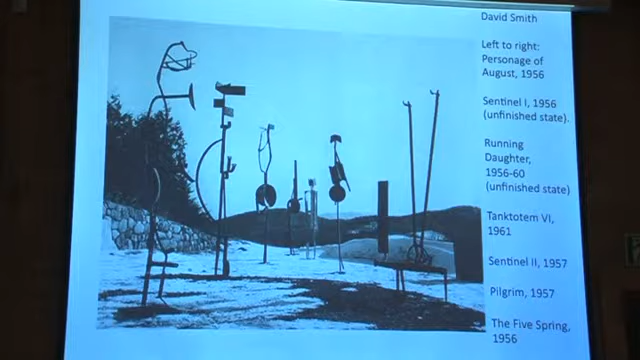 David Smith
Left to right:
Personage of
August, 1956
Sentinel I, 1956
(unfinished state).
Running
Daughter,
1956-60
(unfinished state)
Tanktotem VI,
1961
Sentinel II, 1957
Pilgrim, 1957
The Five Spring,
1956